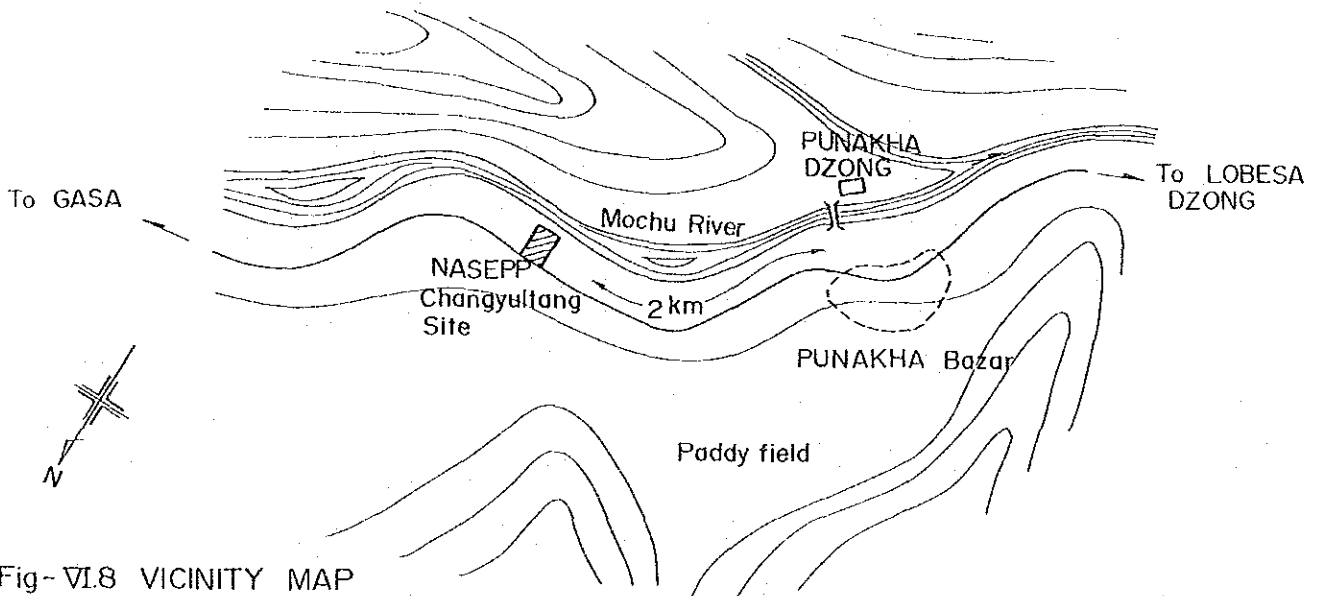 PUNAKHA
DZONG
To GASA
To LOBESA
DZONG
Mochu River
NASEPP
Changyultang
Site
2 km
PUNAKHA Bazar
N
Paddy field
Fig-VI.8 VICINITY MAP